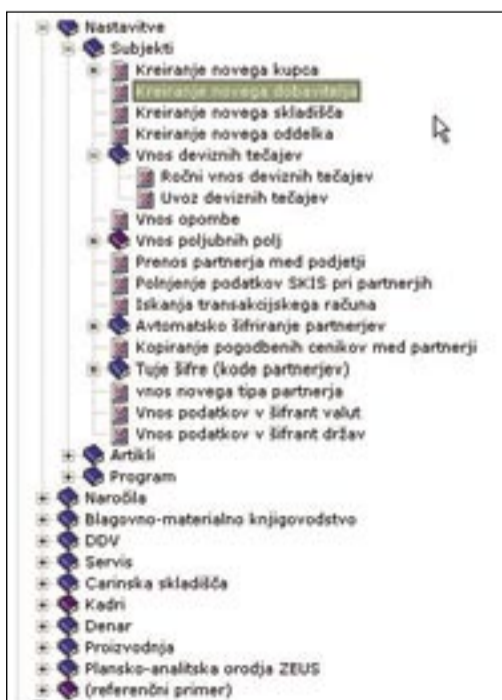 Nastavitve
Subjekti
Kreiranje novega kupca
Kreiranje novega dobavitelja
Kreiranje novega skladišča
Kreiranje novega oddelka
Vnos deviznih tečajev
Ročni vnos deviznih tečajev
Uvoz deviznih tečajev
Vnos opombe
Vnos poljubnih polj
Prenos partnerja med podjetji
Polnjenje podatkov SKIS pri partnerjih
Iskanja transakcijskega računa
Avtomatsko šifriranje partnerjev
Kopiranje pogodbenih cenikov med partnerji
Tuje šifre (kode partnerjev)
vnos novega tipa partnerja
Vnos podatkov v šifrant valut
Vnos podatkov v šifrant držav
Artikli
Program
Naročila
Blagovno-materialno knjigovodstvo
DDV
Servis
Carinska skladišča
Kadri
Denar
Proizvodnja
Plansko-analitska orodja ZEUS
(referenčni primer)